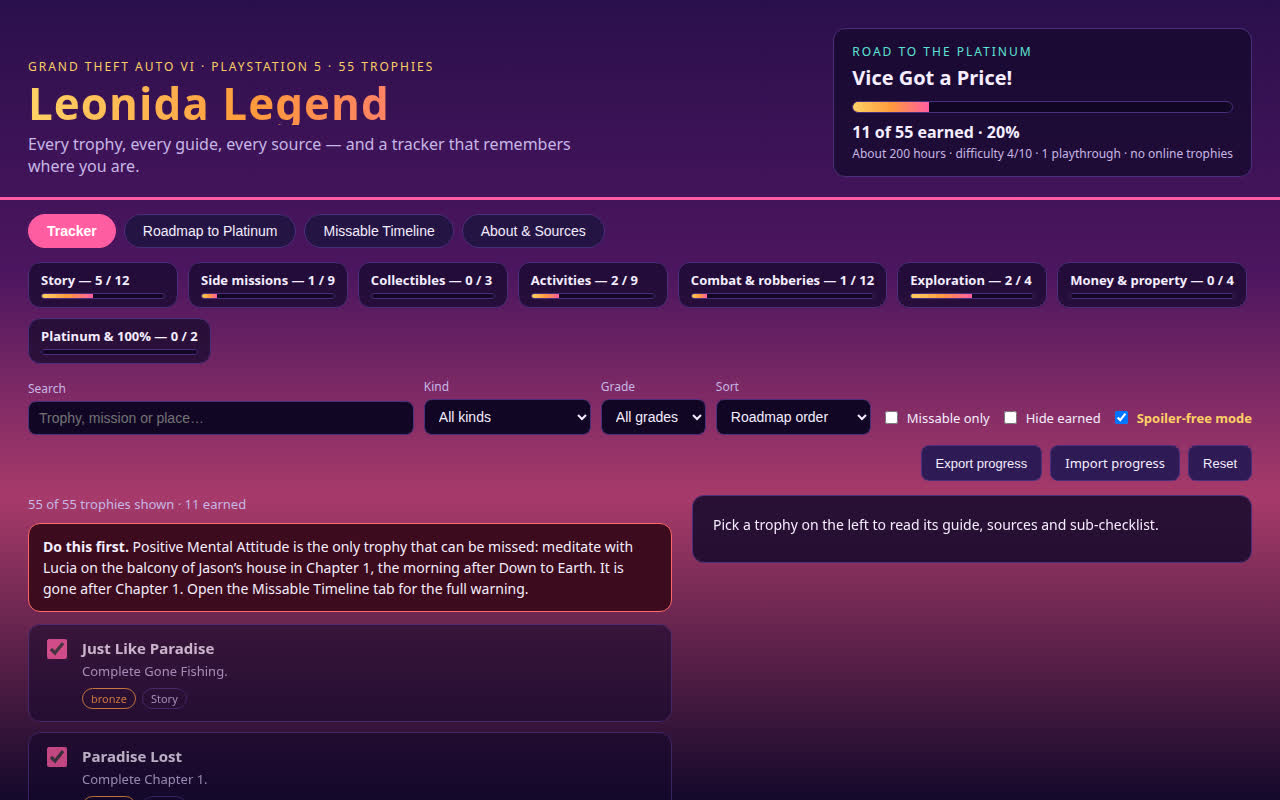 GRAND THEFT AUTO VI · PLAYSTATION 5 · 55 TROPHIES
Leonida Legend
Every trophy, every guide, every source — and a tracker that remembers
where you are.
ROAD TO THE PLATINUM
Vice Got a Price!
11 of 55 earned · 20%
About 200 hours · difficulty 4/10 · 1 playthrough · no online trophies
Tracker
Roadmap to Platinum
Missable Timeline
About & Sources
Story — 5 / 12
Side missions — 1 / 9
Collectibles — 0 / 3
Activities — 2 / 9
Combat & robberies — 1 / 12
Exploration — 2 / 4
Money & property — 0 / 4
Platinum & 100% — 0 / 2
Search
Trophy, mission or place…
Kind
All kinds
Grade
All grades
Sort
Roadmap order
Missable only
Hide earned
Spoiler-free mode
Export progress
Import progress
Reset
55 of 55 trophies shown · 11 earned
Do this first. Positive Mental Attitude is the only trophy that can be missed: meditate with
Lucia on the balcony of Jason’s house in Chapter 1, the morning after Down to Earth. It is
gone after Chapter 1. Open the Missable Timeline tab for the full warning.
Just Like Paradise
Complete Gone Fishing.
bronze
Story
Paradise Lost
Complete Chapter 1.
Pick a trophy on the left to read its guide, sources and sub-checklist.